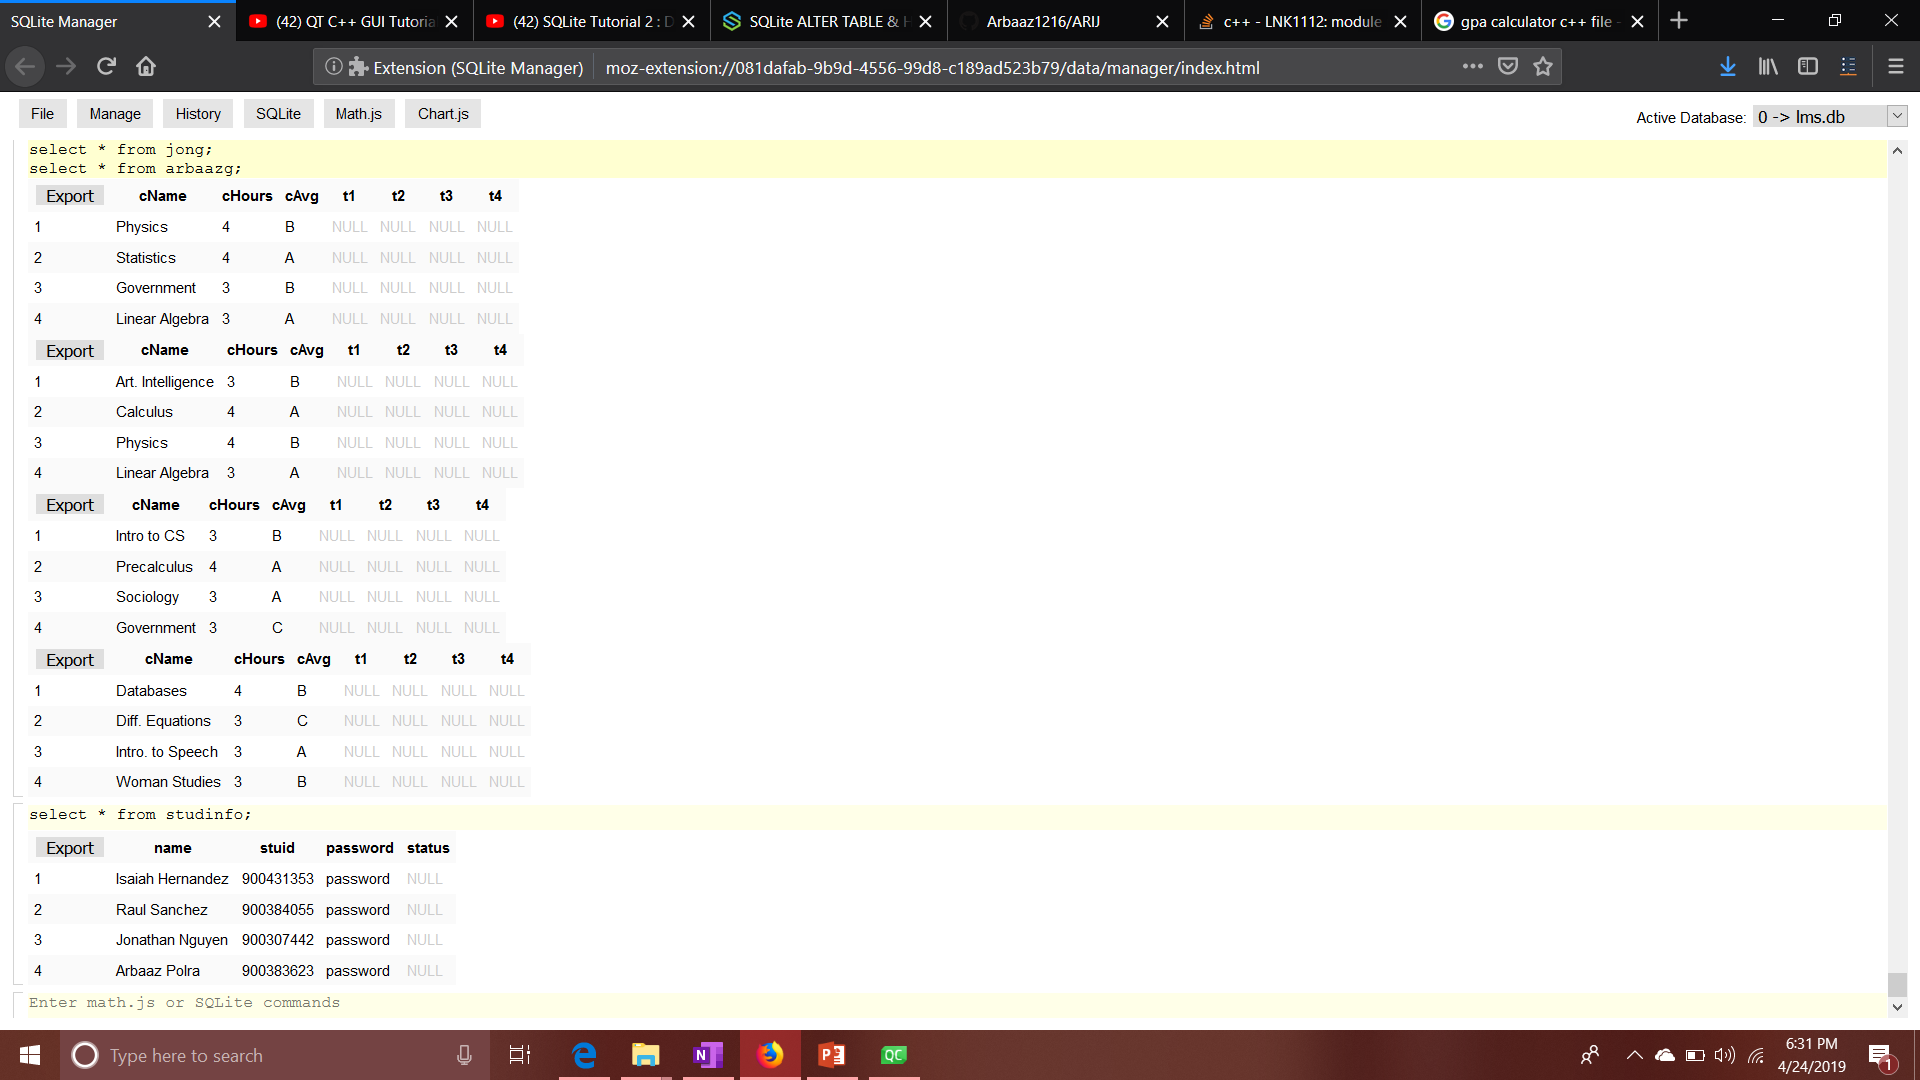 SQLite Manager
(42) QT C++ GUI Tutoria
(42) SQLite Tutorial 2 : D
SQLite ALTER TABLE & H
Arbaaz1216/ARIJ
c++ - LNK1112: module
gpa calculator c++ file -
Extension (SQLite Manager)
moz-extension://081dafab-9b9d-4556-99d8-c189ad523b79/data/manager/index.html
File Manage History SQLite Math.js Chart.js
Active Database: 0 -> lms.db
select * from jong;
select * from arbaazg;
Export cName cHours cAvg t1 t2 t3 t4
1 Physics 4 B NULL NULL NULL NULL
2 Statistics 4 A NULL NULL NULL NULL
3 Government 3 B NULL NULL NULL NULL
4 Linear Algebra 3 A NULL NULL NULL NULL
Export cName cHours cAvg t1 t2 t3 t4
1 Art. Intelligence 3 B NULL NULL NULL NULL
2 Calculus 4 A NULL NULL NULL NULL
3 Physics 4 B NULL NULL NULL NULL
4 Linear Algebra 3 A NULL NULL NULL NULL
Export cName cHours cAvg t1 t2 t3 t4
1 Intro to CS 3 B NULL NULL NULL NULL
2 Precalculus 4 A NULL NULL NULL NULL
3 Sociology 3 A NULL NULL NULL NULL
4 Government 3 C NULL NULL NULL NULL
Export cName cHours cAvg t1 t2 t3 t4
1 Databases 4 B NULL NULL NULL NULL
2 Diff. Equations 3 C NULL NULL NULL NULL
3 Intro. to Speech 3 A NULL NULL NULL NULL
4 Woman Studies 3 B NULL NULL NULL NULL
select * from studinfo;
Export name stuid password status
1 Isaiah Hernandez 900431353 password NULL
2 Raul Sanchez 900384055 password NULL
3 Jonathan Nguyen 900307442 password NULL
4 Arbaaz Polra 900383623 password NULL
Enter math.js or SQLite commands
Type here to search
6:31 PM
4/24/2019
1